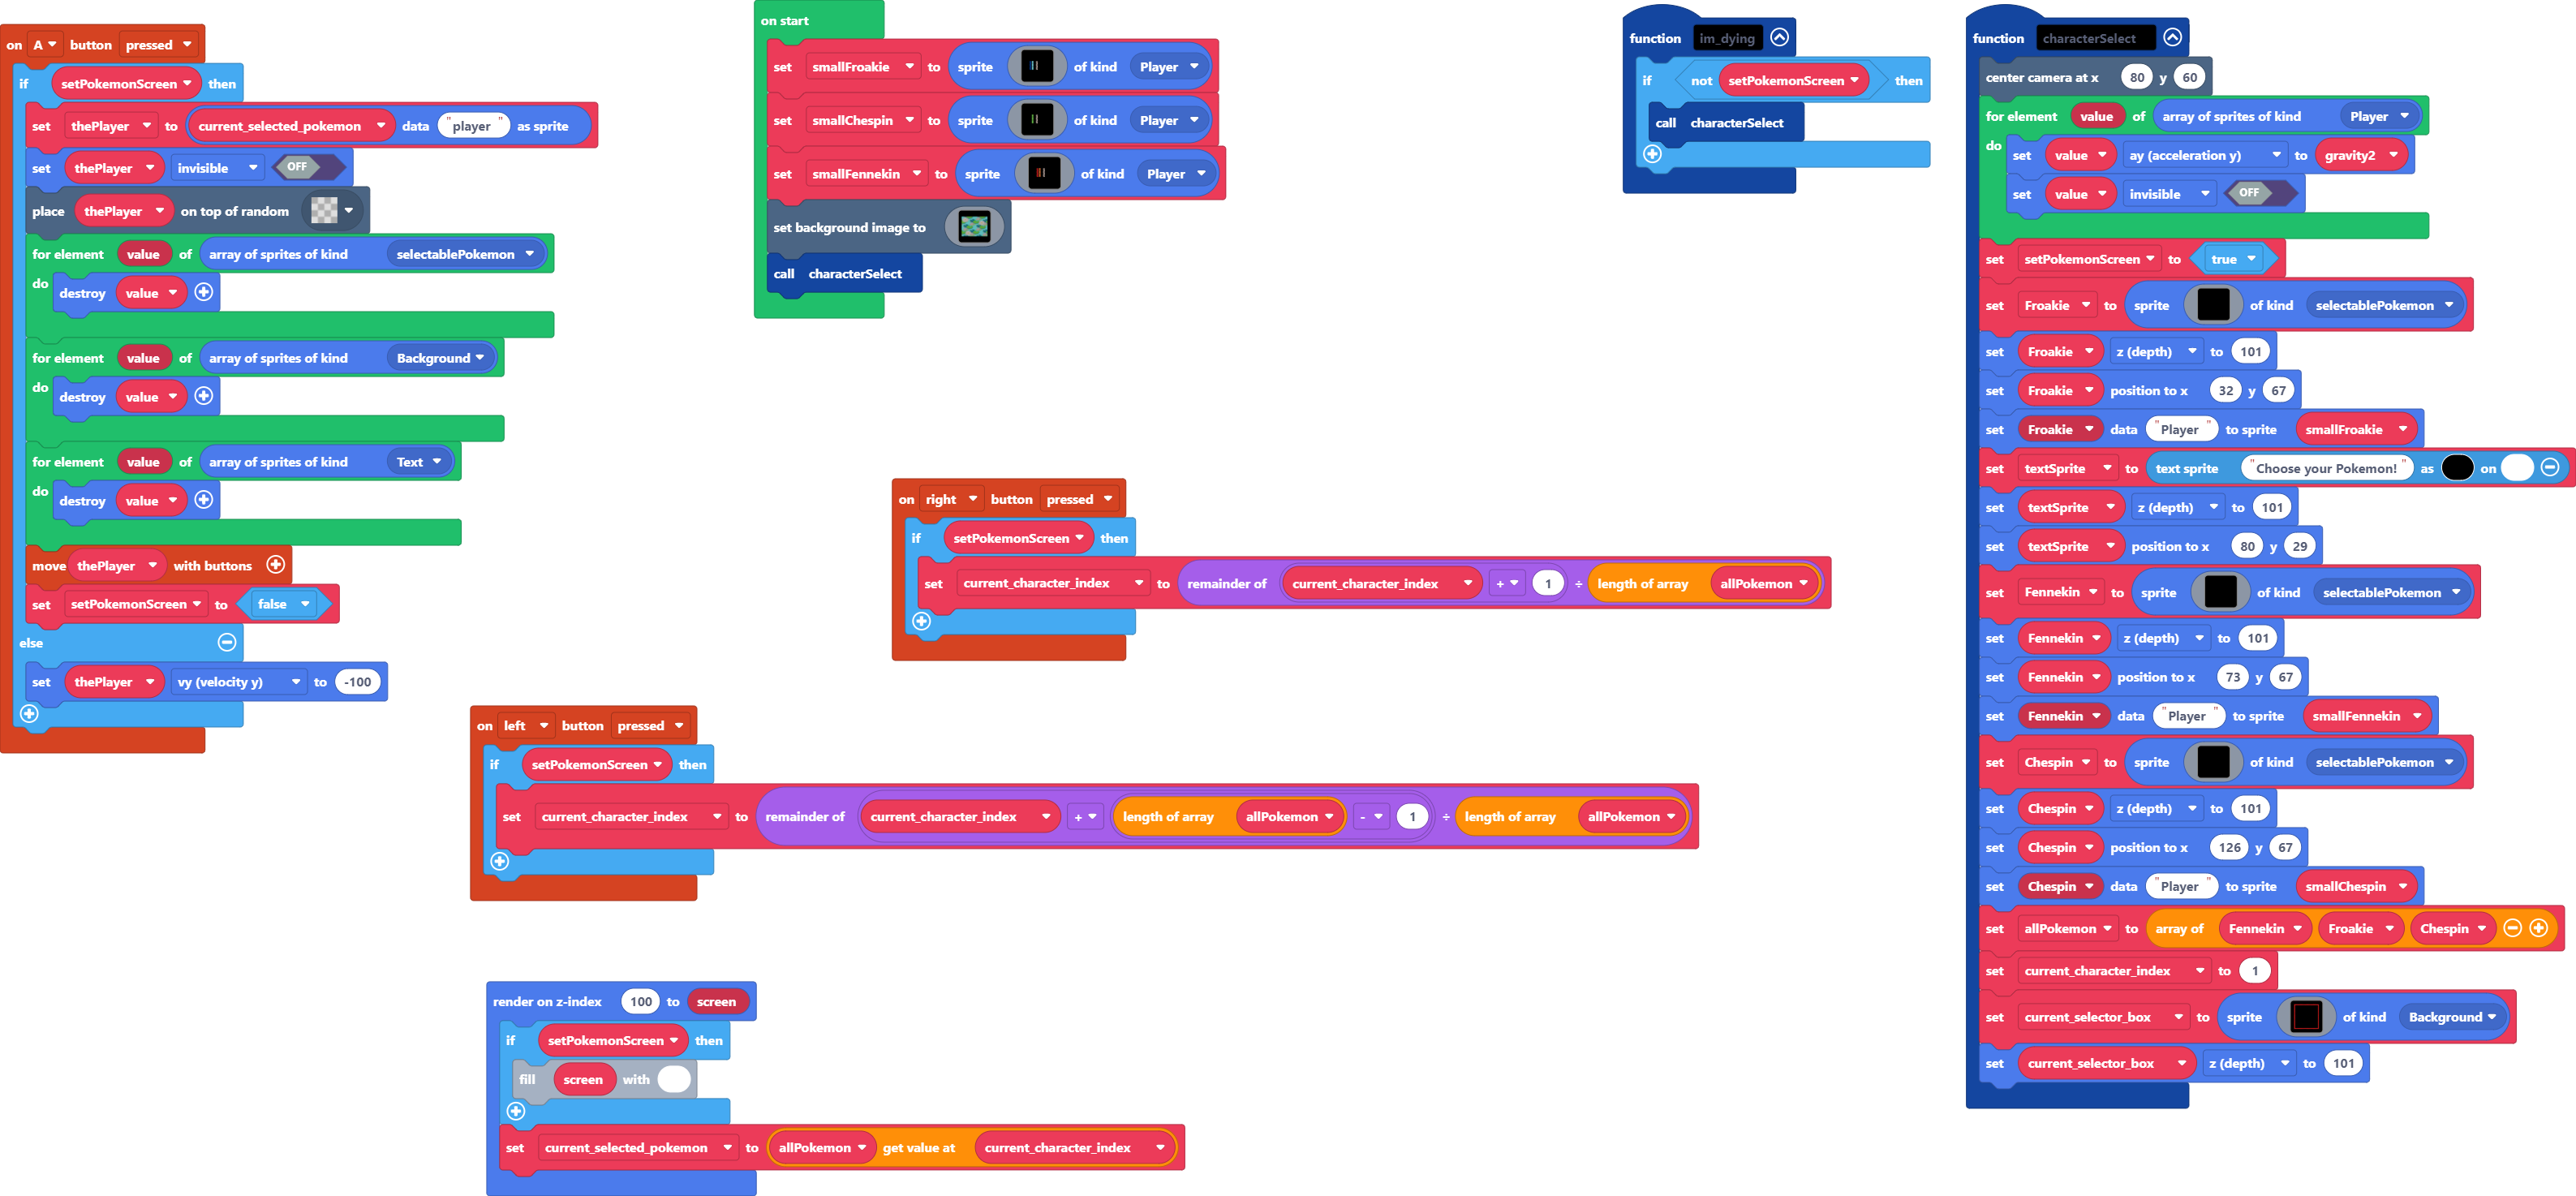 on A button pressed
if setPokemonScreen then
set thePlayer to current_selected_pokemon data "player" as sprite
set thePlayer invisible OFF
place thePlayer on top of random
for element value of array of sprites of kind selectablePokemon
do destroy value
for element value of array of sprites of kind Background
do destroy value
for element value of array of sprites of kind Text
do destroy value
move thePlayer with buttons
set setPokemonScreen to false
else
set thePlayer vy (velocity y) to -100
on start
set smallFroakie to sprite of kind Player
set smallChespin to sprite of kind Player
set smallFennekin to sprite of kind Player
set background image to
call characterSelect
on right button pressed
if setPokemonScreen then
set current_character_index to remainder of current_character_index + 1 ÷ length of array allPokemon
on left button pressed
if setPokemonScreen then
set current_character_index to remainder of current_character_index + length of array allPokemon - 1 ÷ length of array allPokemon
render on z-index 100 to screen
if setPokemonScreen then
fill screen with
set current_selected_pokemon to allPokemon get value at current_character_index
function im_dying
if not setPokemonScreen then
call characterSelect
function characterSelect
center camera at x 80 y 60
for element value of array of sprites of kind Player
do set value ay (acceleration y) to gravity2
set value invisible OFF
set setPokemonScreen to true
set Froakie to sprite of kind selectablePokemon
set Froakie z (depth) to 101
set Froakie position to x 32 y 67
set Froakie data "Player" to sprite smallFroakie
set textSprite to text sprite "Choose your Pokemon!" as on
set textSprite z (depth) to 101
set textSprite position to x 80 y 29
set Fennekin to sprite of kind selectablePokemon
set Fennekin z (depth) to 101
set Fennekin position to x 73 y 67
set Fennekin data "Player" to sprite smallFennekin
set Chespin to sprite of kind selectablePokemon
set Chespin z (depth) to 101
set Chespin position to x 126 y 67
set Chespin data "Player" to sprite smallChespin
set allPokemon to array of Fennekin Froakie Chespin
set current_character_index to 1
set current_selector_box to sprite of kind Background
set current_selector_box z (depth) to 101